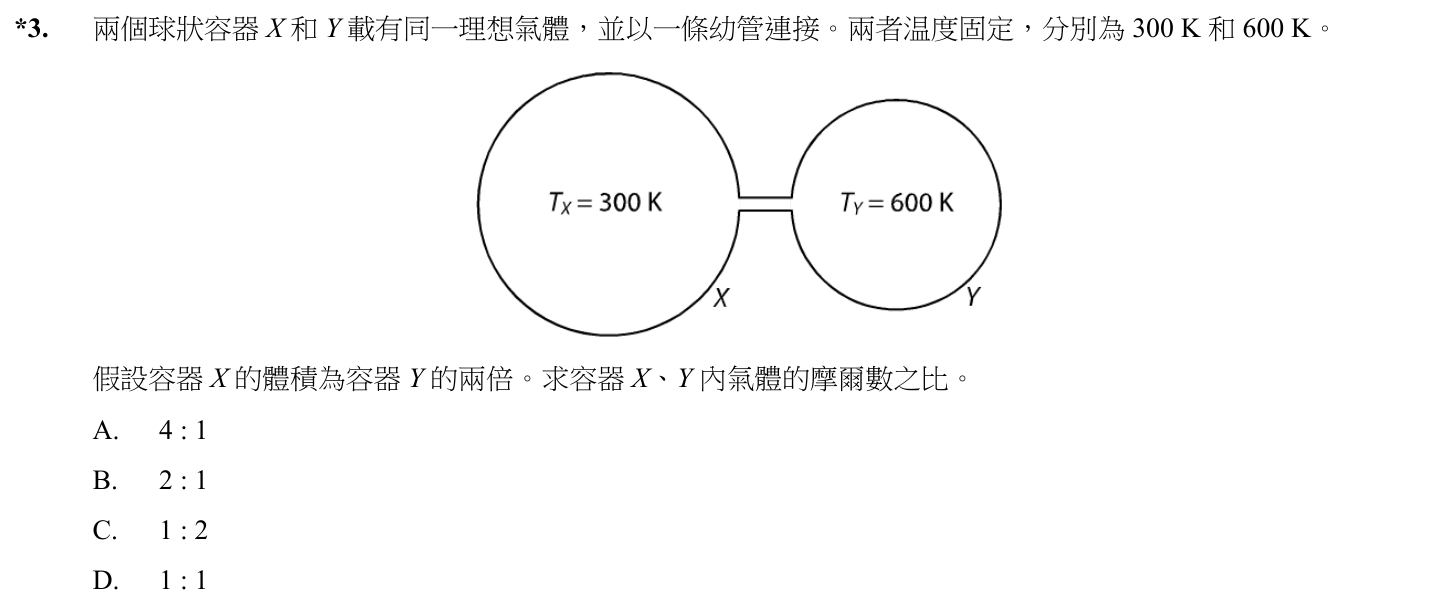 *3. 兩個球狀容器 X 和 Y 載有同一理想氣體，並以一條幼管連接。兩者温度固定，分別為 300 K 和 600 K。
T_X = 300 K
T_Y = 600 K
X
Y
假設容器 X 的體積為容器 Y 的兩倍。求容器 X、Y 內氣體的摩爾數之比。
A. 4 : 1
B. 2 : 1
C. 1 : 2
D. 1 : 1